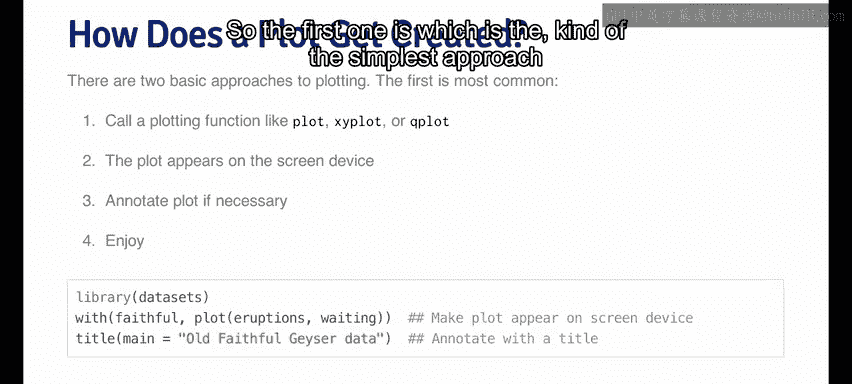 How Does a Plot Get Created?
So the first one is which is the, kind of
the simplest approach
There are two basic approaches to plotting. The first is most common:
1. Call a plotting function like plot, xyplot, or qplot
2. The plot appears on the screen device
3. Annotate plot if necessary
4. Enjoy
library(datasets)
with(faithful, plot(eruptions, waiting)) ## Make plot appear on screen device
title(main = "Old Faithful Geyser data") ## Annotate with a title